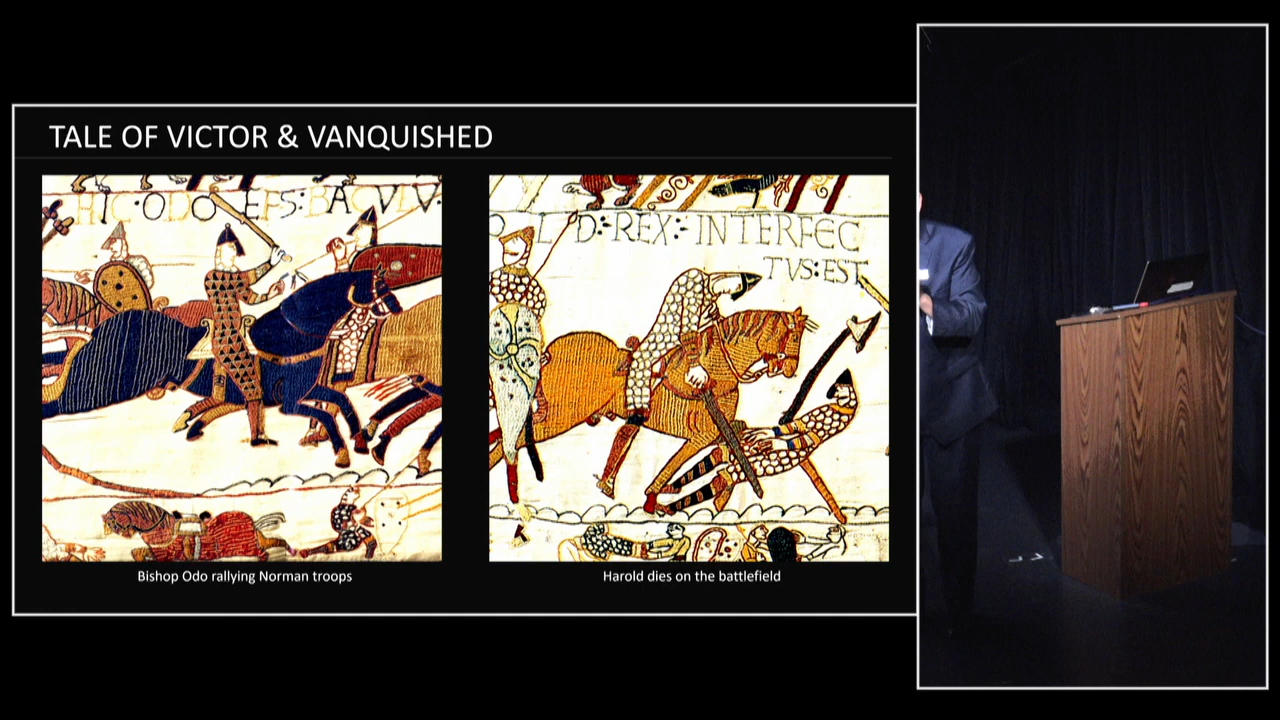 TALE OF VICTOR & VANQUISHED
HIC·ODO EPS: BACVLV·
D:·REX:·INTERFEC
TVS:EST
Bishop Odo rallying Norman troops
Harold dies on the battlefield